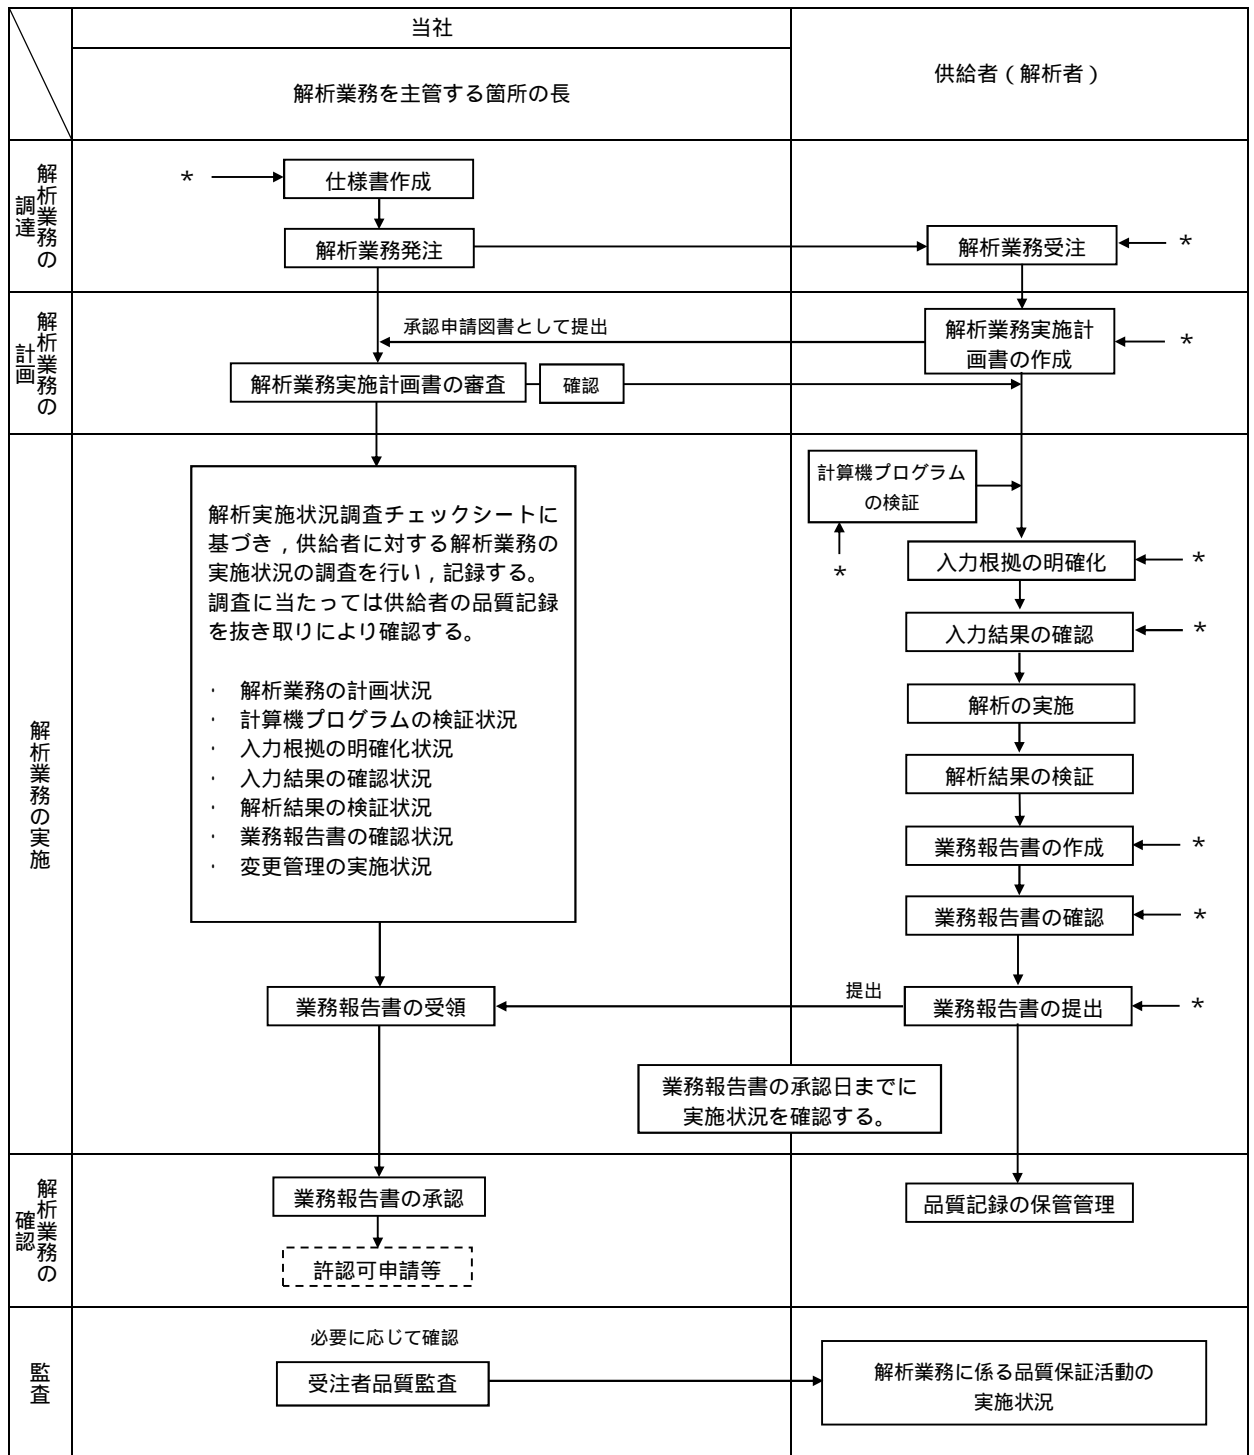 当社
解析業務を主管する箇所の長
供給者（解析者）
解析業務の
調達
*
仕様書作成
解析業務発注
解析業務受注
*
解析業務の
計画
承認申請図書として提出
解析業務実施計
画書の作成
*
解析業務実施計画書の審査
確認
解析業務の実施
解析実施状況調査チェックシートに
基づき，供給者に対する解析業務の
実施状況の調査を行い，記録する。
調査に当たっては供給者の品質記録
を抜き取りにより確認する。
・ 解析業務の計画状況
・ 計算機プログラムの検証状況
・ 入力根拠の明確化状況
・ 入力結果の確認状況
・ 解析結果の検証状況
・ 業務報告書の確認状況
・ 変更管理の実施状況
計算機プログラム
の検証
*
入力根拠の明確化
*
入力結果の確認
*
解析の実施
解析結果の検証
業務報告書の作成
*
業務報告書の確認
*
業務報告書の受領
提出
業務報告書の提出
*
業務報告書の承認日までに
実施状況を確認する。
解析業務の
確認
業務報告書の承認
許認可申請等
品質記録の保管管理
監査
必要に応じて確認
受注者品質監査
解析業務に係る品質保証活動の
実施状況